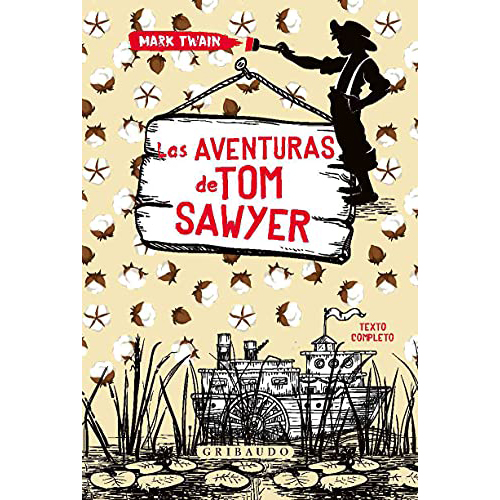 MARK TWAIN
Las AVENTURAS
de TOM
SAWYER
TEXTO
COMPLETO
GRIBAUDO